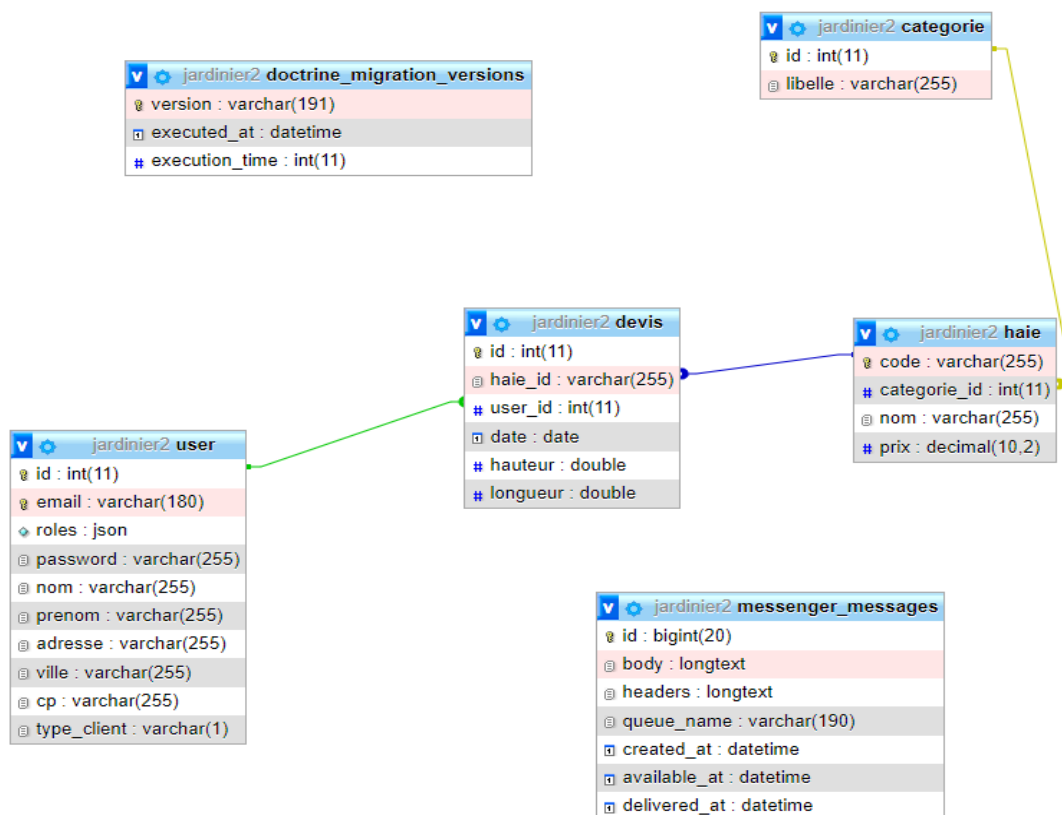 jardinier2 categorie
id : int(11)
libelle : varchar(255)
jardinier2 doctrine_migration_versions
version : varchar(191)
executed_at : datetime
execution_time : int(11)
jardinier2 devis
id : int(11)
haie_id : varchar(255)
user_id : int(11)
date : date
hauteur : double
longueur : double
jardinier2 haie
code : varchar(255)
categorie_id : int(11)
nom : varchar(255)
prix : decimal(10,2)
jardinier2 user
id : int(11)
email : varchar(180)
roles : json
password : varchar(255)
nom : varchar(255)
prenom : varchar(255)
adresse : varchar(255)
ville : varchar(255)
cp : varchar(255)
type_client : varchar(1)
jardinier2 messenger_messages
id : bigint(20)
body : longtext
headers : longtext
queue_name : varchar(190)
created_at : datetime
available_at : datetime
delivered_at : datetime